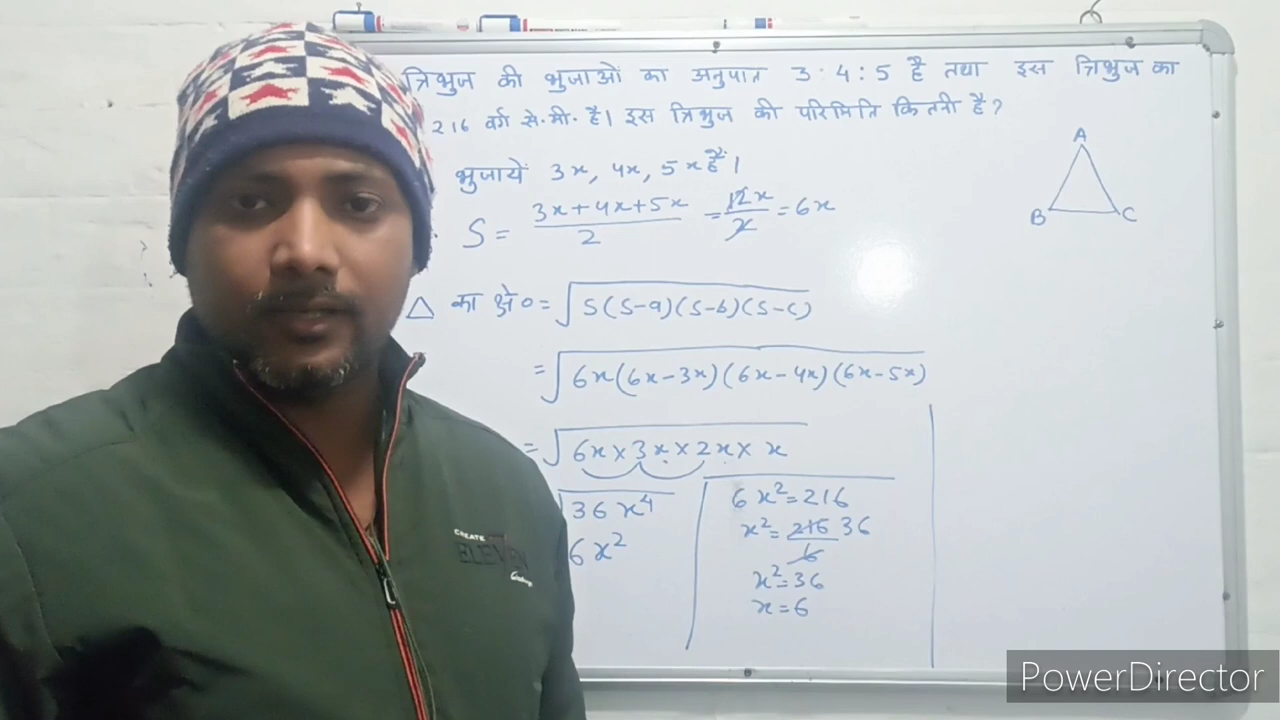 त्रिभुज की भुजाओं का अनुपात 3:4:5 है तथा इस त्रिभुज का
216 वर्ग से.मी. है। इस त्रिभुज की परिमिति कितनी है?
भुजायें 3x, 4x, 5x हैं।
S = (3x+4x+5x)/2 = 12x/2 = 6x
A
B C
△ का क्षे० = √S(S-a)(S-b)(S-c)
= √6x(6x-3x)(6x-4x)(6x-5x)
= √6x×3x×2x×x
√36x⁴
6x²
6x²=216
x²=216/6 36
x²=36
x=6
CREATE
ELEVEN
PowerDirector